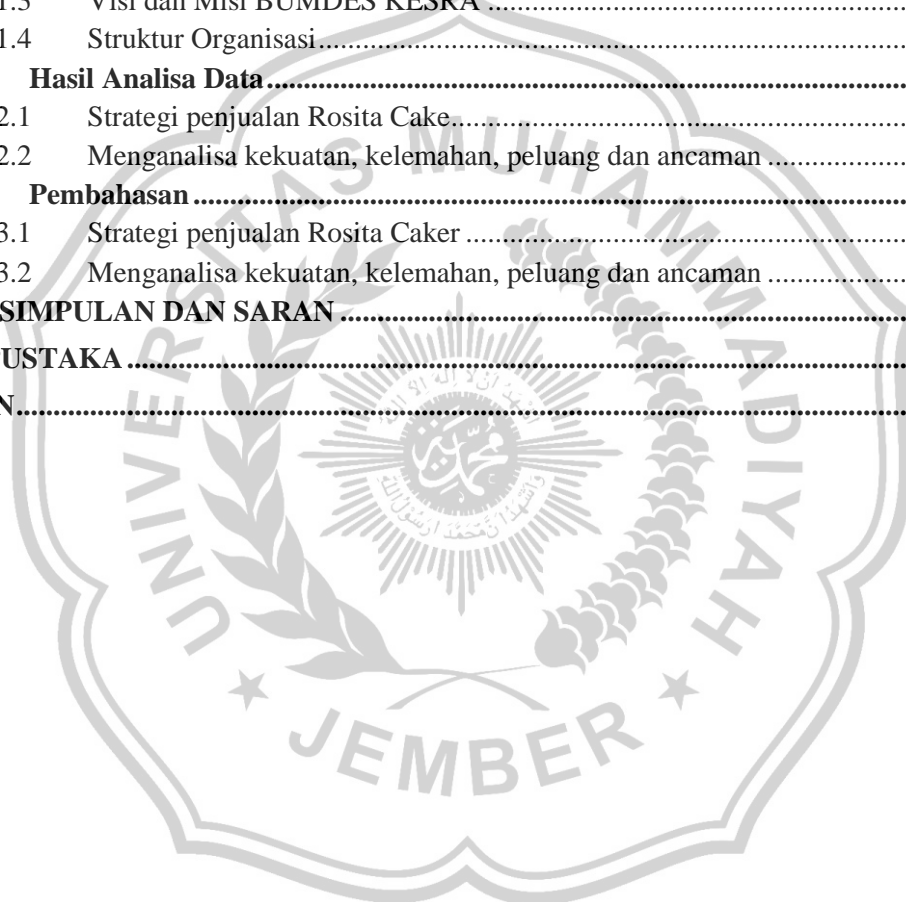 1.3 Visi dan Misi BUMDES KESRA ........................................................
1.4 Struktur Organisasi................................................................................
Hasil Analisa Data.......................................................................................
2.1 Strategi penjualan Rosita Cake..............................................................
2.2 Menganalisa kekuatan, kelemahan, peluang dan ancaman ...................
Pembahasan .................................................................................................
3.1 Strategi penjualan Rosita Caker ............................................................
3.2 Menganalisa kekuatan, kelemahan, peluang dan ancaman ...................
SIMPULAN DAN SARAN ............................................................................
USTAKA ........................................................................................................
N.......................................................................................................................
UNIVERSITAS MUHAMMADIYAH
JEMBER